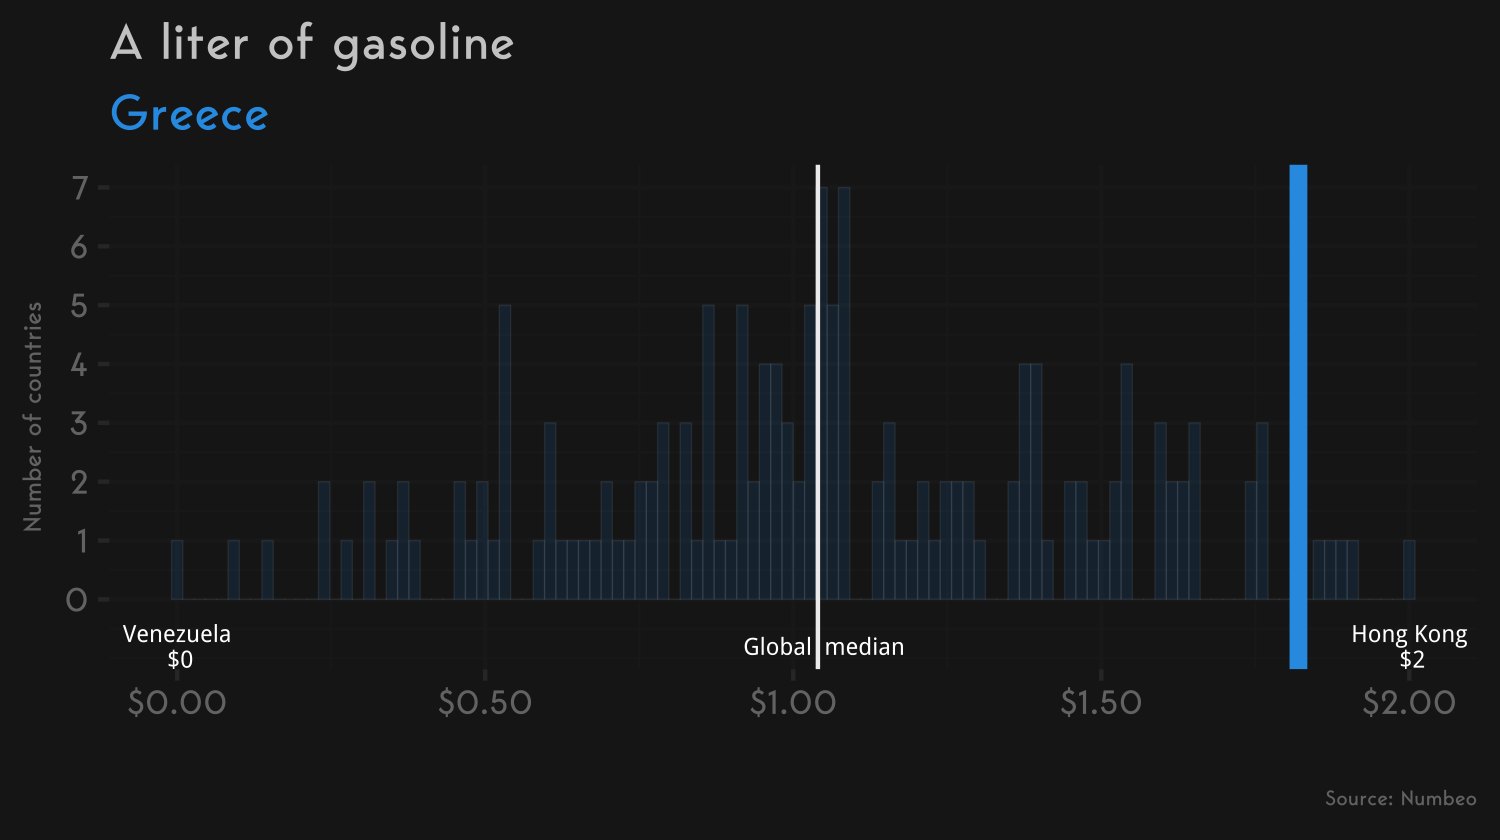 A liter of gasoline
Greece
Number of countries
7
6
5
4
3
2
1
0
Venezuela
$0
Global median
Hong Kong
$2
$0.00 $0.50 $1.00 $1.50 $2.00
Source: Numbeo